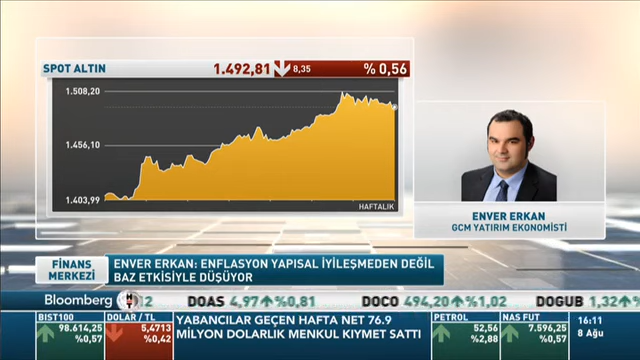 SPOT ALTIN 1.492,81 8,35 % 0,56
1.508,20
1.456,10
1.403,99
HAFTALIK
ENVER ERKAN
GCM YATIRIM EKONOMİSTİ
FİNANS MERKEZİ
ENVER ERKAN: ENFLASYON YAPISAL İYİLEŞMEDEN DEĞİL
BAZ ETKİSİYLE DÜŞÜYOR
Bloomberg HT 12 DOAS 4,97 %0,81 DOCO 494,20 %1,02 DOGUB 1,32 %
BIST100 DOLAR / TL
98.614,25 5,4713
%0,57 %0,42
YABANCILAR GEÇEN HAFTA NET 76.9
MİLYON DOLARLIK MENKUL KIYMET SATTI
PETROL NAS FUT
52,56 7.596,25
%2,88 %0,57
16:11
8 Ağu